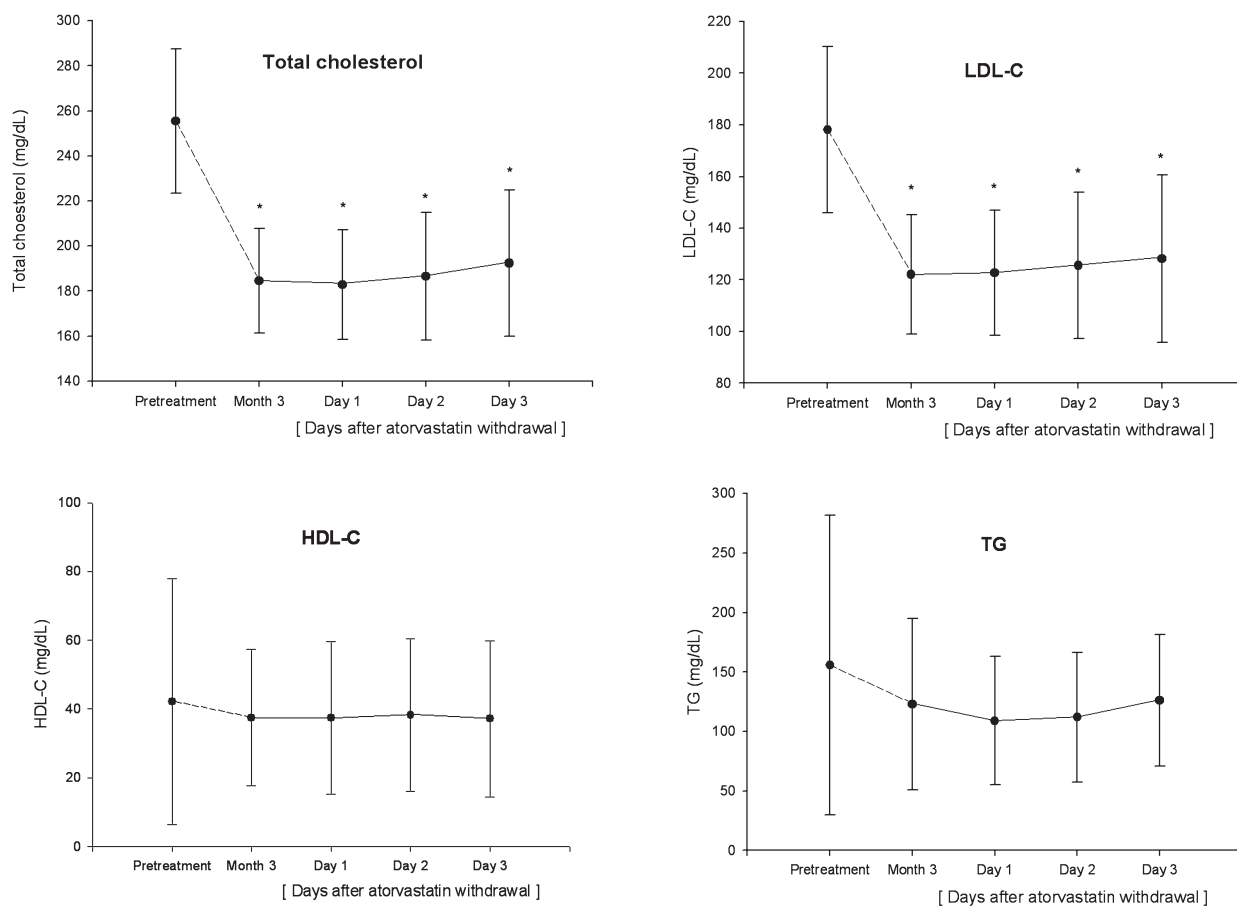 Total cholesterol
Total choesterol (mg/dL)
300
280
260
240
220
200
190
180
160
140
* * * *
Pretreatment Month 3 Day 1 Day 2 Day 3
[ Days after atorvastatin withdrawal ]
LDL-C
LDL-C (mg/dL)
220
200
180
160
140
120
100
80
* * * *
Pretreatment Month 3 Day 1 Day 2 Day 3
[ Days after atorvastatin withdrawal ]
HDL-C
HDL-C (mg/dL)
100
80
60
40
20
0
Pretreatment Month 3 Day 1 Day 2 Day 3
[ Days after atorvastatin withdrawal ]
TG
TG (mg/dL)
300
250
200
150
100
50
0
Pretreatment Month 3 Day 1 Day 2 Day 3
[ Days after atorvastatin withdrawal ]